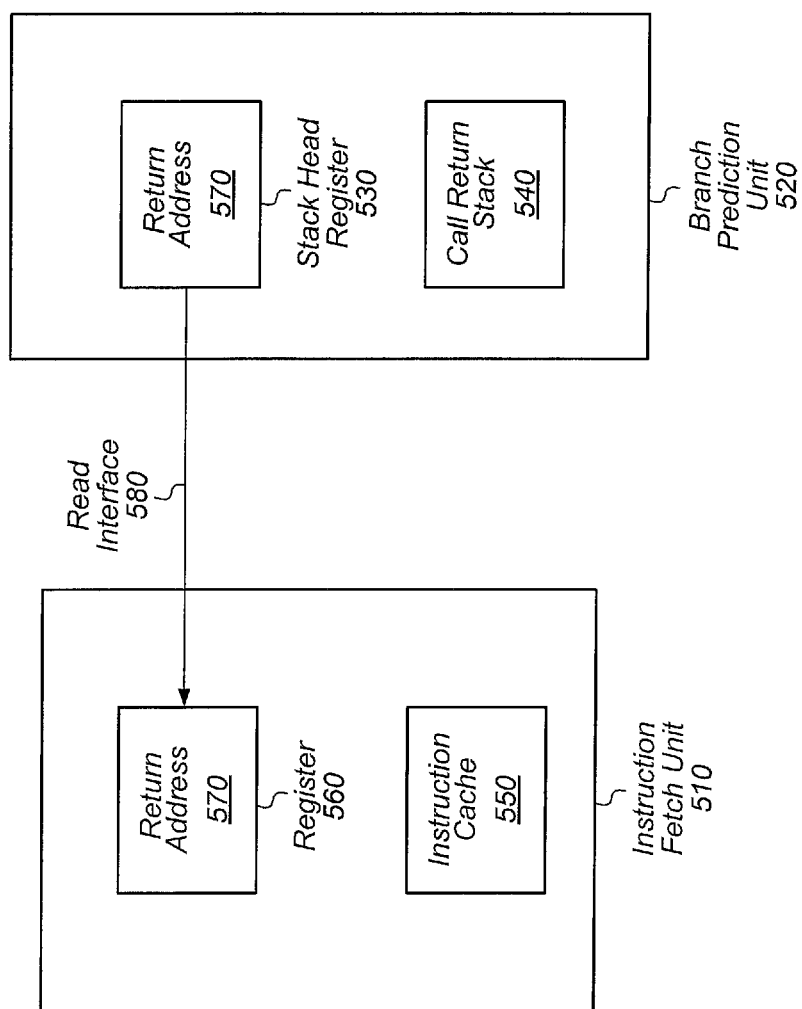 Read
Interface
580
Return
Address
570
Register
560
Instruction
Cache
550
Instruction
Fetch Unit
510
Return
Address
570
Stack Head
Register
530
Call Return
Stack
540
Branch
Prediction
Unit
520